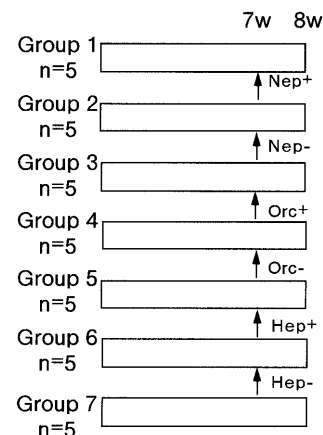 7w 8w
Group 1
n=5
Nep+
Group 2
n=5
Nep-
Group 3
n=5
Orc+
Group 4
n=5
Orc-
Group 5
n=5
Hep+
Group 6
n=5
Hep-
Group 7
n=5